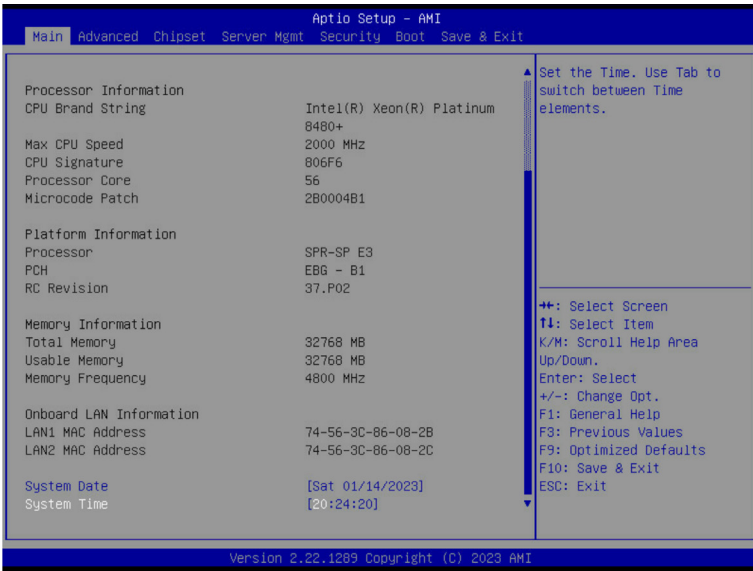 Aptio Setup - AMI
Main Advanced Chipset Server Mgmt Security Boot Save & Exit
Processor Information
CPU Brand String Intel(R) Xeon(R) Platinum
8480+
Max CPU Speed 2000 MHz
CPU Signature 806F6
Processor Core 56
Microcode Patch 2B0004B1
Platform Information
Processor SPR-SP E3
PCH EBG - B1
RC Revision 37.P02
Memory Information
Total Memory 32768 MB
Usable Memory 32768 MB
Memory Frequency 4800 MHz
Onboard LAN Information
LAN1 MAC Address 74-56-3C-86-08-2B
LAN2 MAC Address 74-56-3C-86-08-2C
System Date [Sat 01/14/2023]
System Time [20:24:20]
Set the Time. Use Tab to
switch between Time
elements.
→←: Select Screen
↑↓: Select Item
K/M: Scroll Help Area
Up/Down.
Enter: Select
+/-: Change Opt.
F1: General Help
F3: Previous Values
F9: Optimized Defaults
F10: Save & Exit
ESC: Exit
Version 2.22.1289 Copyright (C) 2023 AMI